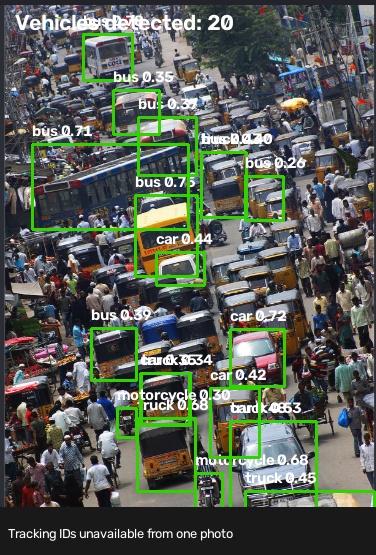 Vehicles detected: 20
bus 0.35
bus 0.37
bus 0.71
bus 0.26
bus 0.75
car 0.44
bus 0.39
car 0.72
car 0.42
motorcycle 0.30
ruck 0.68
motorcycle 0.68
truck 0.45
Tracking IDs unavailable from one photo